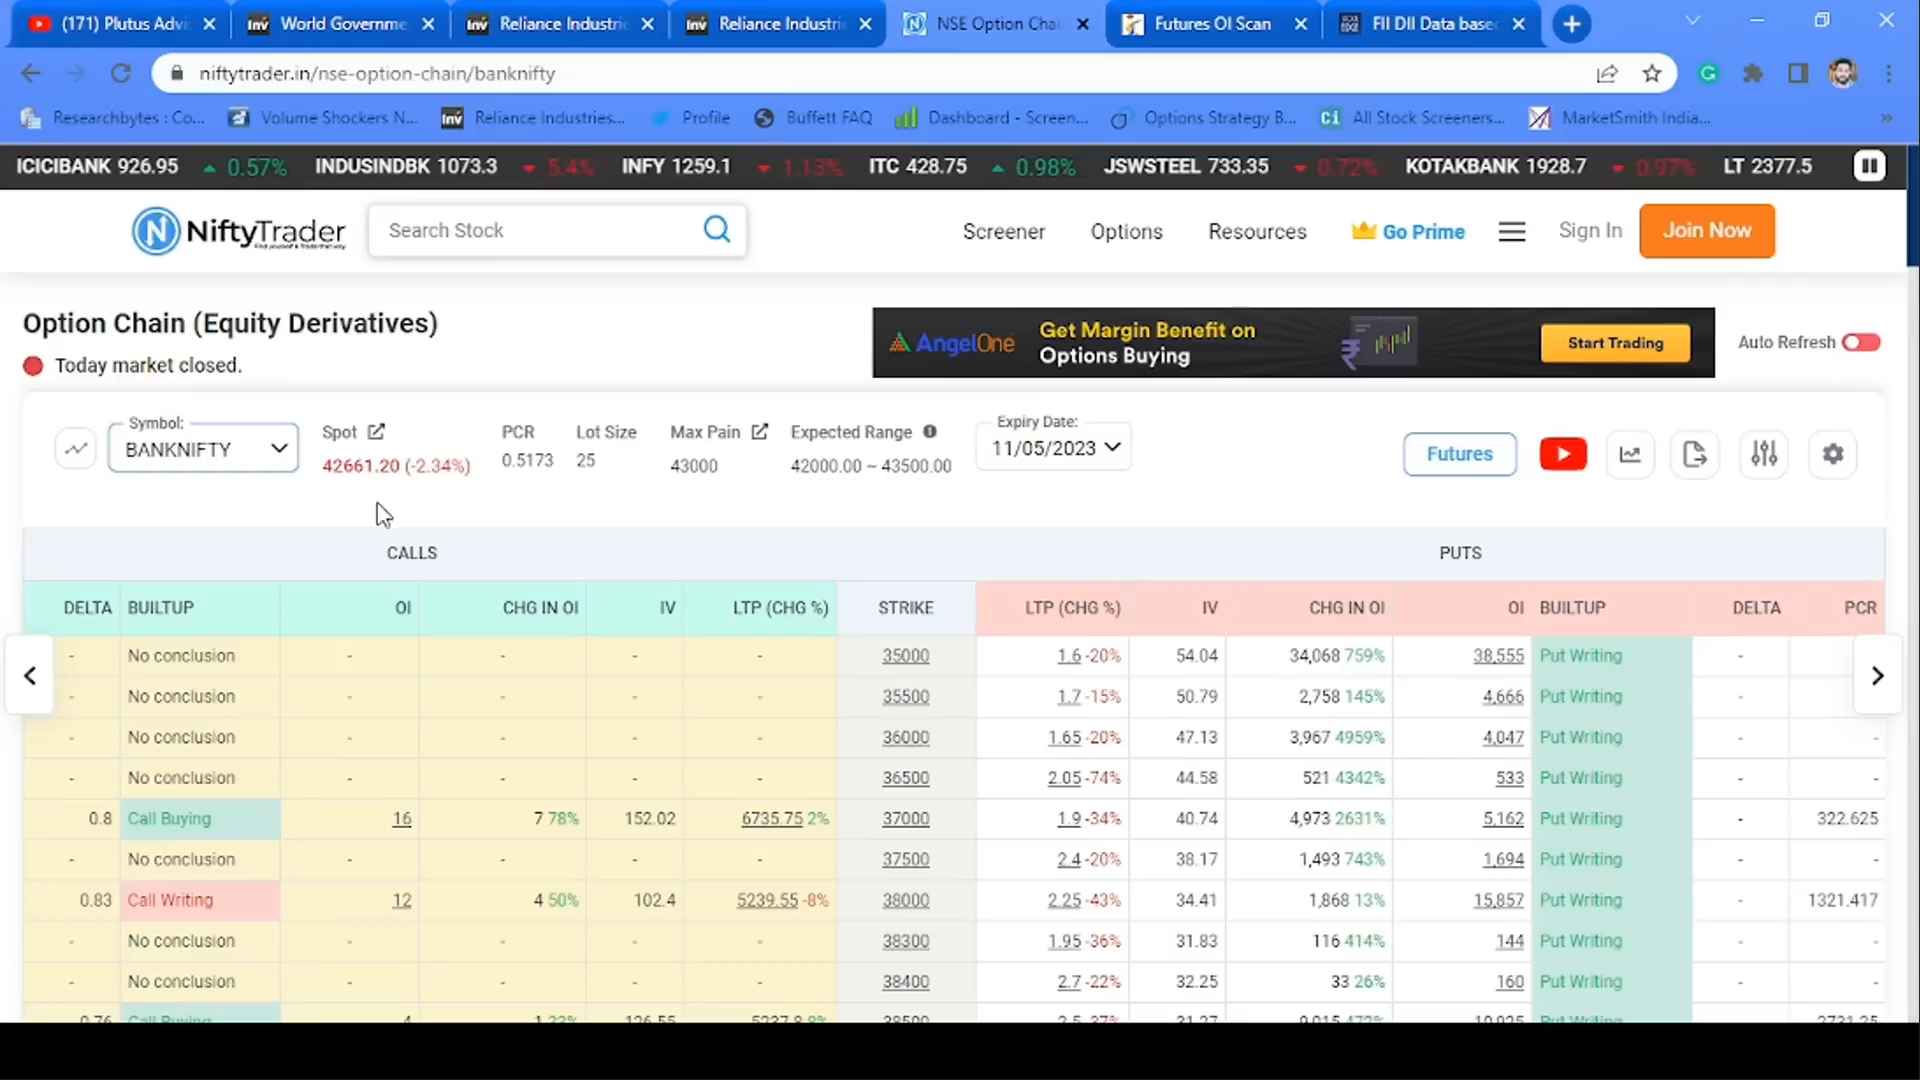 (171) Plutus Advi
World Governme
Reliance Industri
Reliance Industri
NSE Option Cha
Futures OI Scan
FII DII Data base
niftytrader.in/nse-option-chain/banknifty
Researchbytes : Co...
Volume Shockers N...
Reliance Industries...
Profile
Buffett FAQ
Dashboard - Screen...
Options Strategy B...
All Stock Screeners...
MarketSmith India...
ICICIBANK 926.95 0.57% INDUSINDBK 1073.3 5.4% INFY 1259.1 1.13% ITC 428.75 0.98% JSWSTEEL 733.35 0.72% KOTAKBANK 1928.7 0.97% LT 2377.5
NiftyTrader
Search Stock
Screener
Options
Resources
Go Prime
Sign In
Join Now
Option Chain (Equity Derivatives)
Today market closed.
AngelOne
Get Margin Benefit on
Options Buying
Start Trading
Auto Refresh
Symbol:
BANKNIFTY
Spot
42661.20 (-2.34%)
PCR
0.5173
Lot Size
25
Max Pain
43000
Expected Range
42000.00 ~ 43500.00
Expiry Date:
11/05/2023
Futures
CALLS PUTS
DELTA BUILTUP OI CHG IN OI IV LTP (CHG %) STRIKE LTP (CHG %) IV CHG IN OI OI BUILTUP DELTA PCR
- No conclusion - - - - 35000 1.6 -20% 54.04 34,068 759% 38,555 Put Writing -
- No conclusion - - - - 35500 1.7 -15% 50.79 2,758 145% 4,666 Put Writing -
- No conclusion - - - - 36000 1.65 -20% 47.13 3,967 4959% 4,047 Put Writing - -
- No conclusion - - - - 36500 2.05 -74% 44.58 521 4342% 533 Put Writing - -
0.8 Call Buying 16 7 78% 152.02 6735.75 2% 37000 1.9 -34% 40.74 4,973 2631% 5,162 Put Writing - 322.625
- No conclusion - - - - 37500 2.4 -20% 38.17 1,493 743% 1,694 Put Writing - -
0.83 Call Writing 12 4 50% 102.4 5239.55 -8% 38000 2.25 -43% 34.41 1,868 13% 15,857 Put Writing - 1321.417
- No conclusion - - - - 38300 1.95 -36% 31.83 116 414% 144 Put Writing - -
- No conclusion - - - - 38400 2.7 -22% 32.25 33 26% 160 Put Writing - -